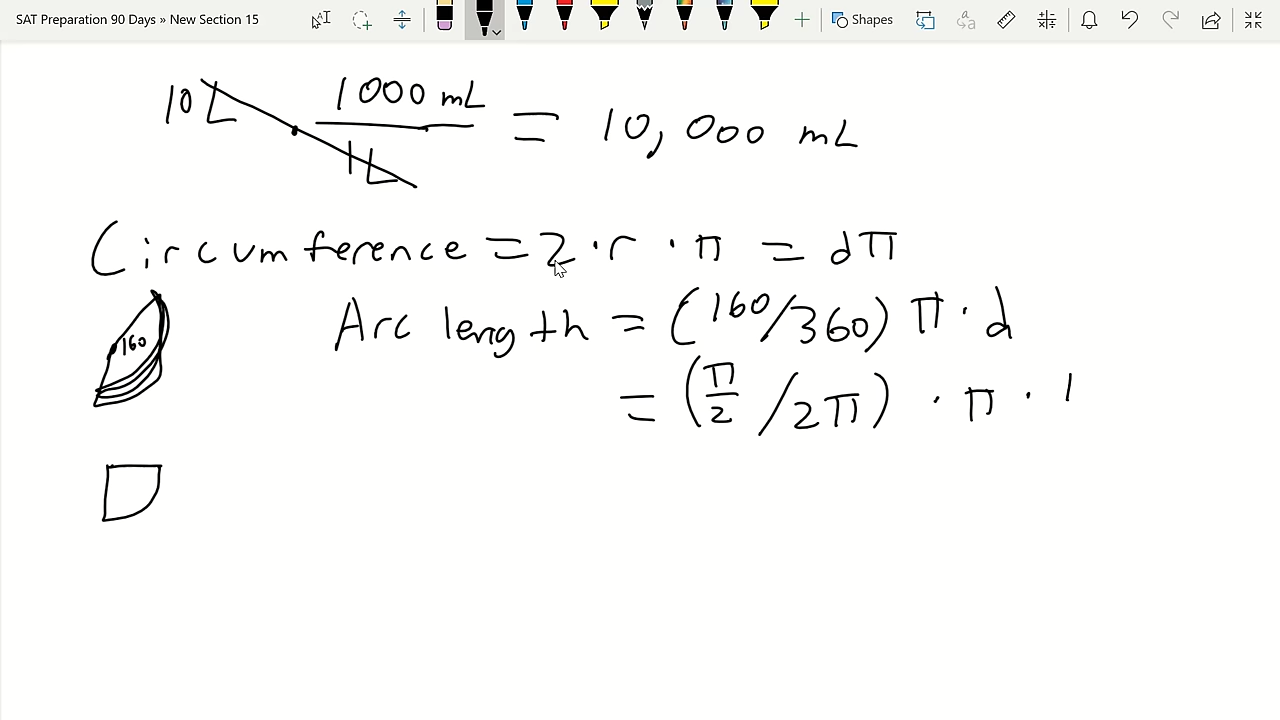 SAT Preparation 90 Days » New Section 15
Shapes
10 L · 1000 mL / 1 L = 10,000 mL
Circumference = 2 · r · π = dπ
160
Arc length = (160/360) π · d
= (π/2 / 2π) · π · 1